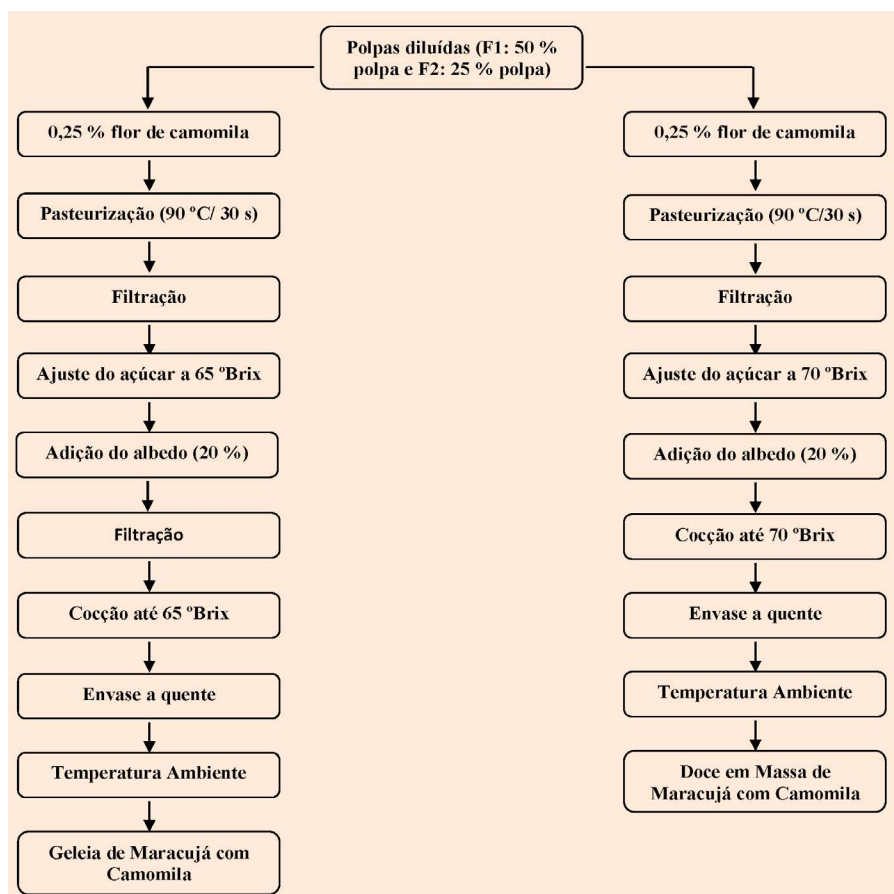 Polpas diluídas (F1: 50 %
polpa e F2: 25 % polpa)
0,25 % flor de camomila
Pasteurização (90 ºC/ 30 s)
Filtração
Ajuste do açúcar a 65 ºBrix
Adição do albedo (20 %)
Filtração
Cocção até 65 ºBrix
Envase a quente
Temperatura Ambiente
Geleia de Maracujá com
Camomila
0,25 % flor de camomila
Pasteurização (90 ºC/30 s)
Filtração
Ajuste do açúcar a 70 ºBrix
Adição do albedo (20 %)
Cocção até 70 ºBrix
Envase a quente
Temperatura Ambiente
Doce em Massa de
Maracujá com Camomila